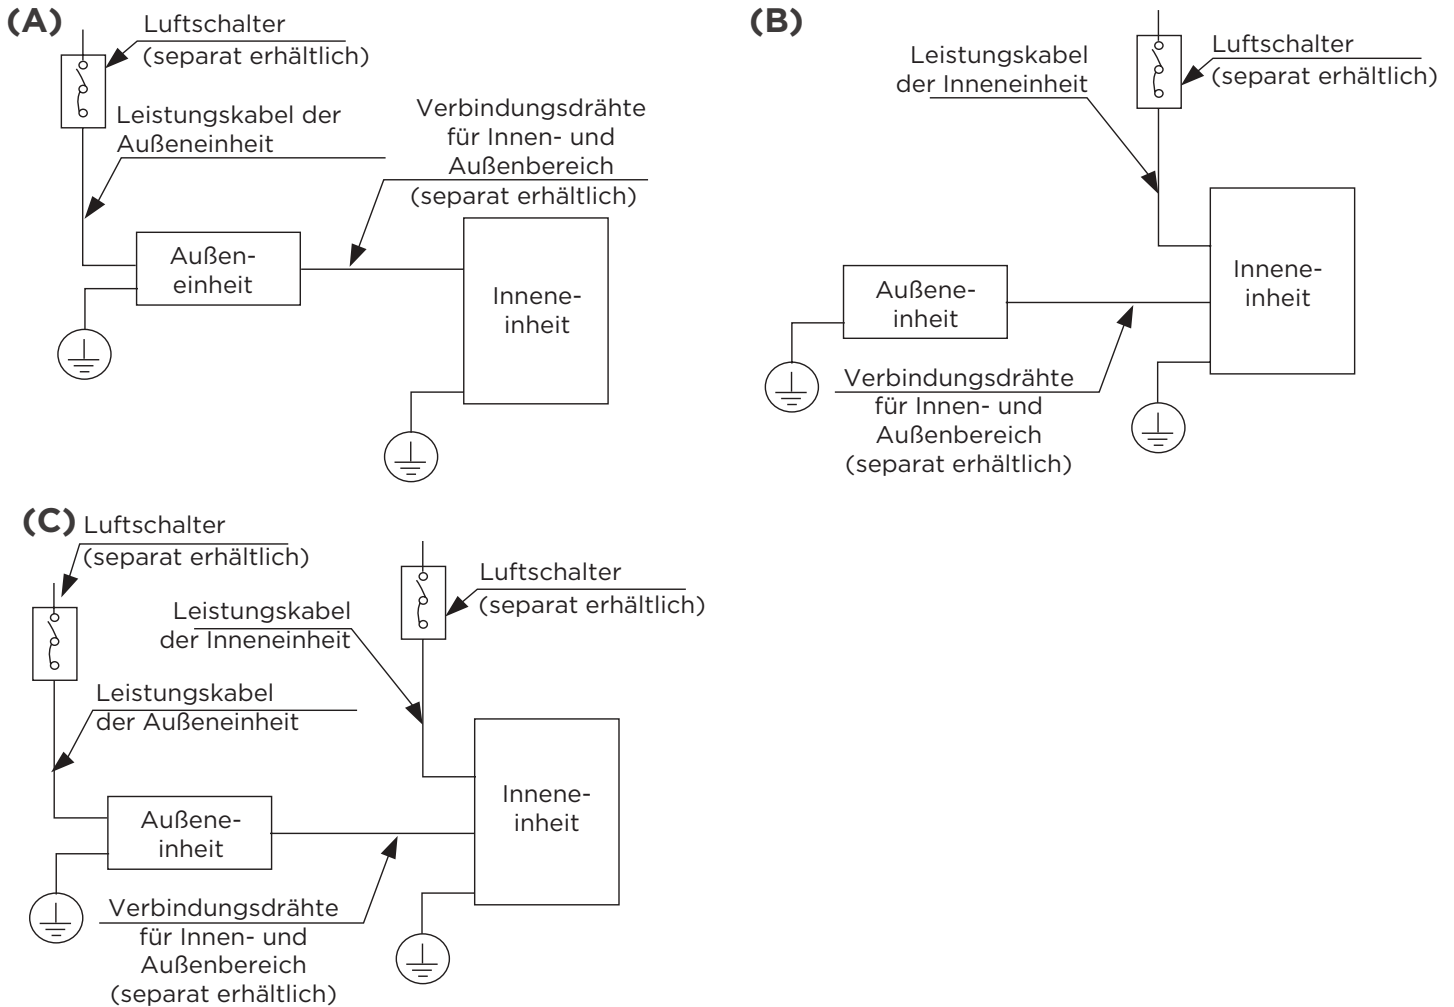 (A)
Luftschalter
(separat erhältlich)
Leistungskabel der
Außeneinheit
Verbindungsdrähte
für Innen- und
Außenbereich
(separat erhältlich)
Außen-
einheit
Innene-
inheit
(B)
Leistungskabel
der Inneneinheit
Luftschalter
(separat erhältlich)
Innene-
inheit
Außene-
inheit
Verbindungsdrähte
für Innen- und
Außenbereich
(separat erhältlich)
(C)
Luftschalter
(separat erhältlich)
Luftschalter
(separat erhältlich)
Leistungskabel
der Inneneinheit
Leistungskabel
der Außeneinheit
Innene-
inheit
Außene-
inheit
Verbindungsdrähte
für Innen- und
Außenbereich
(separat erhältlich)